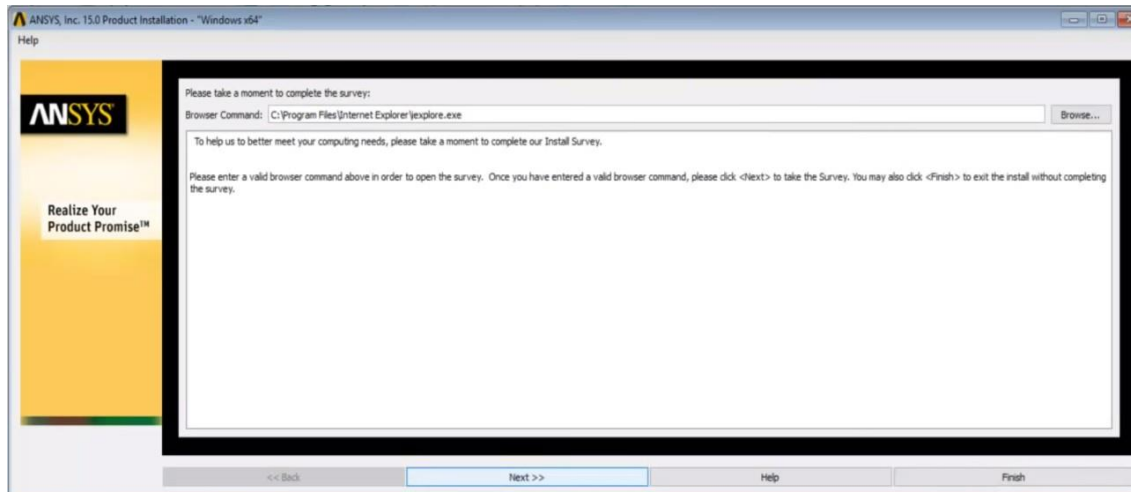 ANSYS, Inc. 15.0 Product Installation - "Windows x64"
Help
ANSYS
Realize Your
Product Promise™
Please take a moment to complete the survey:
Browser Command: C:\Program Files\Internet Explorer\iexplore.exe Browse...
To help us to better meet your computing needs, please take a moment to complete our Install Survey.
Please enter a valid browser command above in order to open the survey. Once you have entered a valid browser command, please click <Next> to take the Survey. You may also click <Finish> to exit the install without completing
the survey.
<< Back Next >> Help Finish